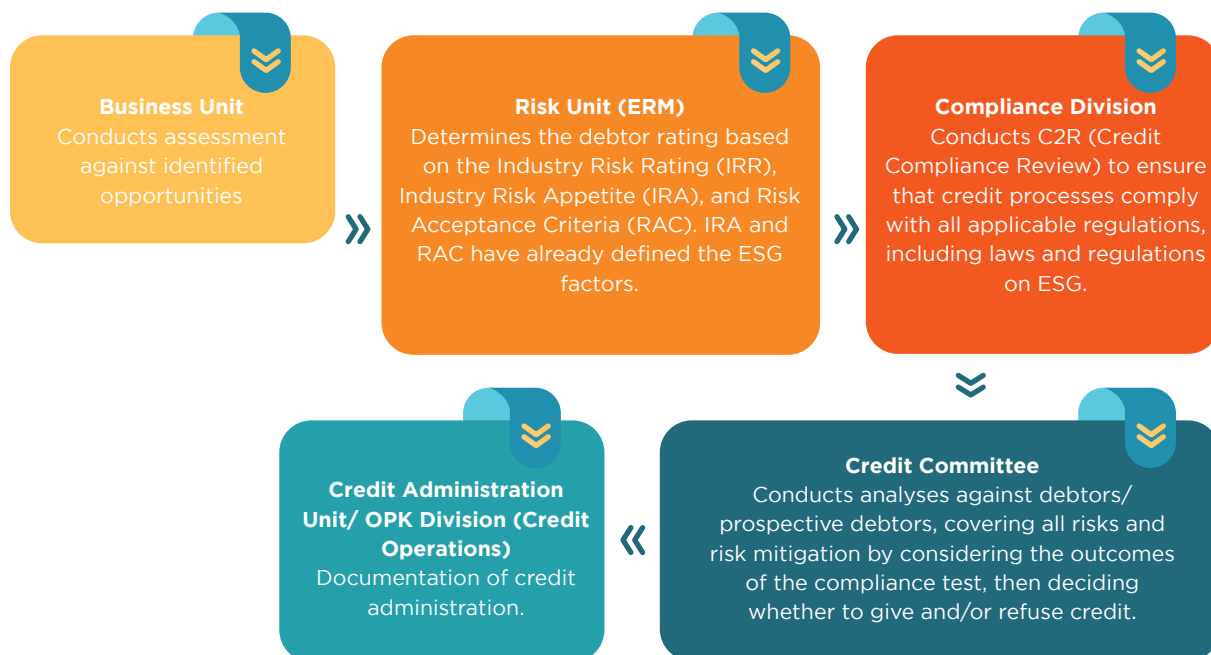 Business Unit
Conducts assessment
against identified
opportunities
Risk Unit (ERM)
Determines the debtor rating based
on the Industry Risk Rating (IRR),
Industry Risk Appetite (IRA), and Risk
Acceptance Criteria (RAC). IRA and
RAC have already defined the ESG
factors.
Compliance Division
Conducts C2R (Credit
Compliance Review) to ensure
that credit processes comply
with all applicable regulations,
including laws and regulations
on ESG.
Credit Committee
Conducts analyses against debtors/
prospective debtors, covering all risks and
risk mitigation by considering the outcomes
of the compliance test, then deciding
whether to give and/or refuse credit.
Credit Administration
Unit/ OPK Division (Credit
Operations)
Documentation of credit
administration.